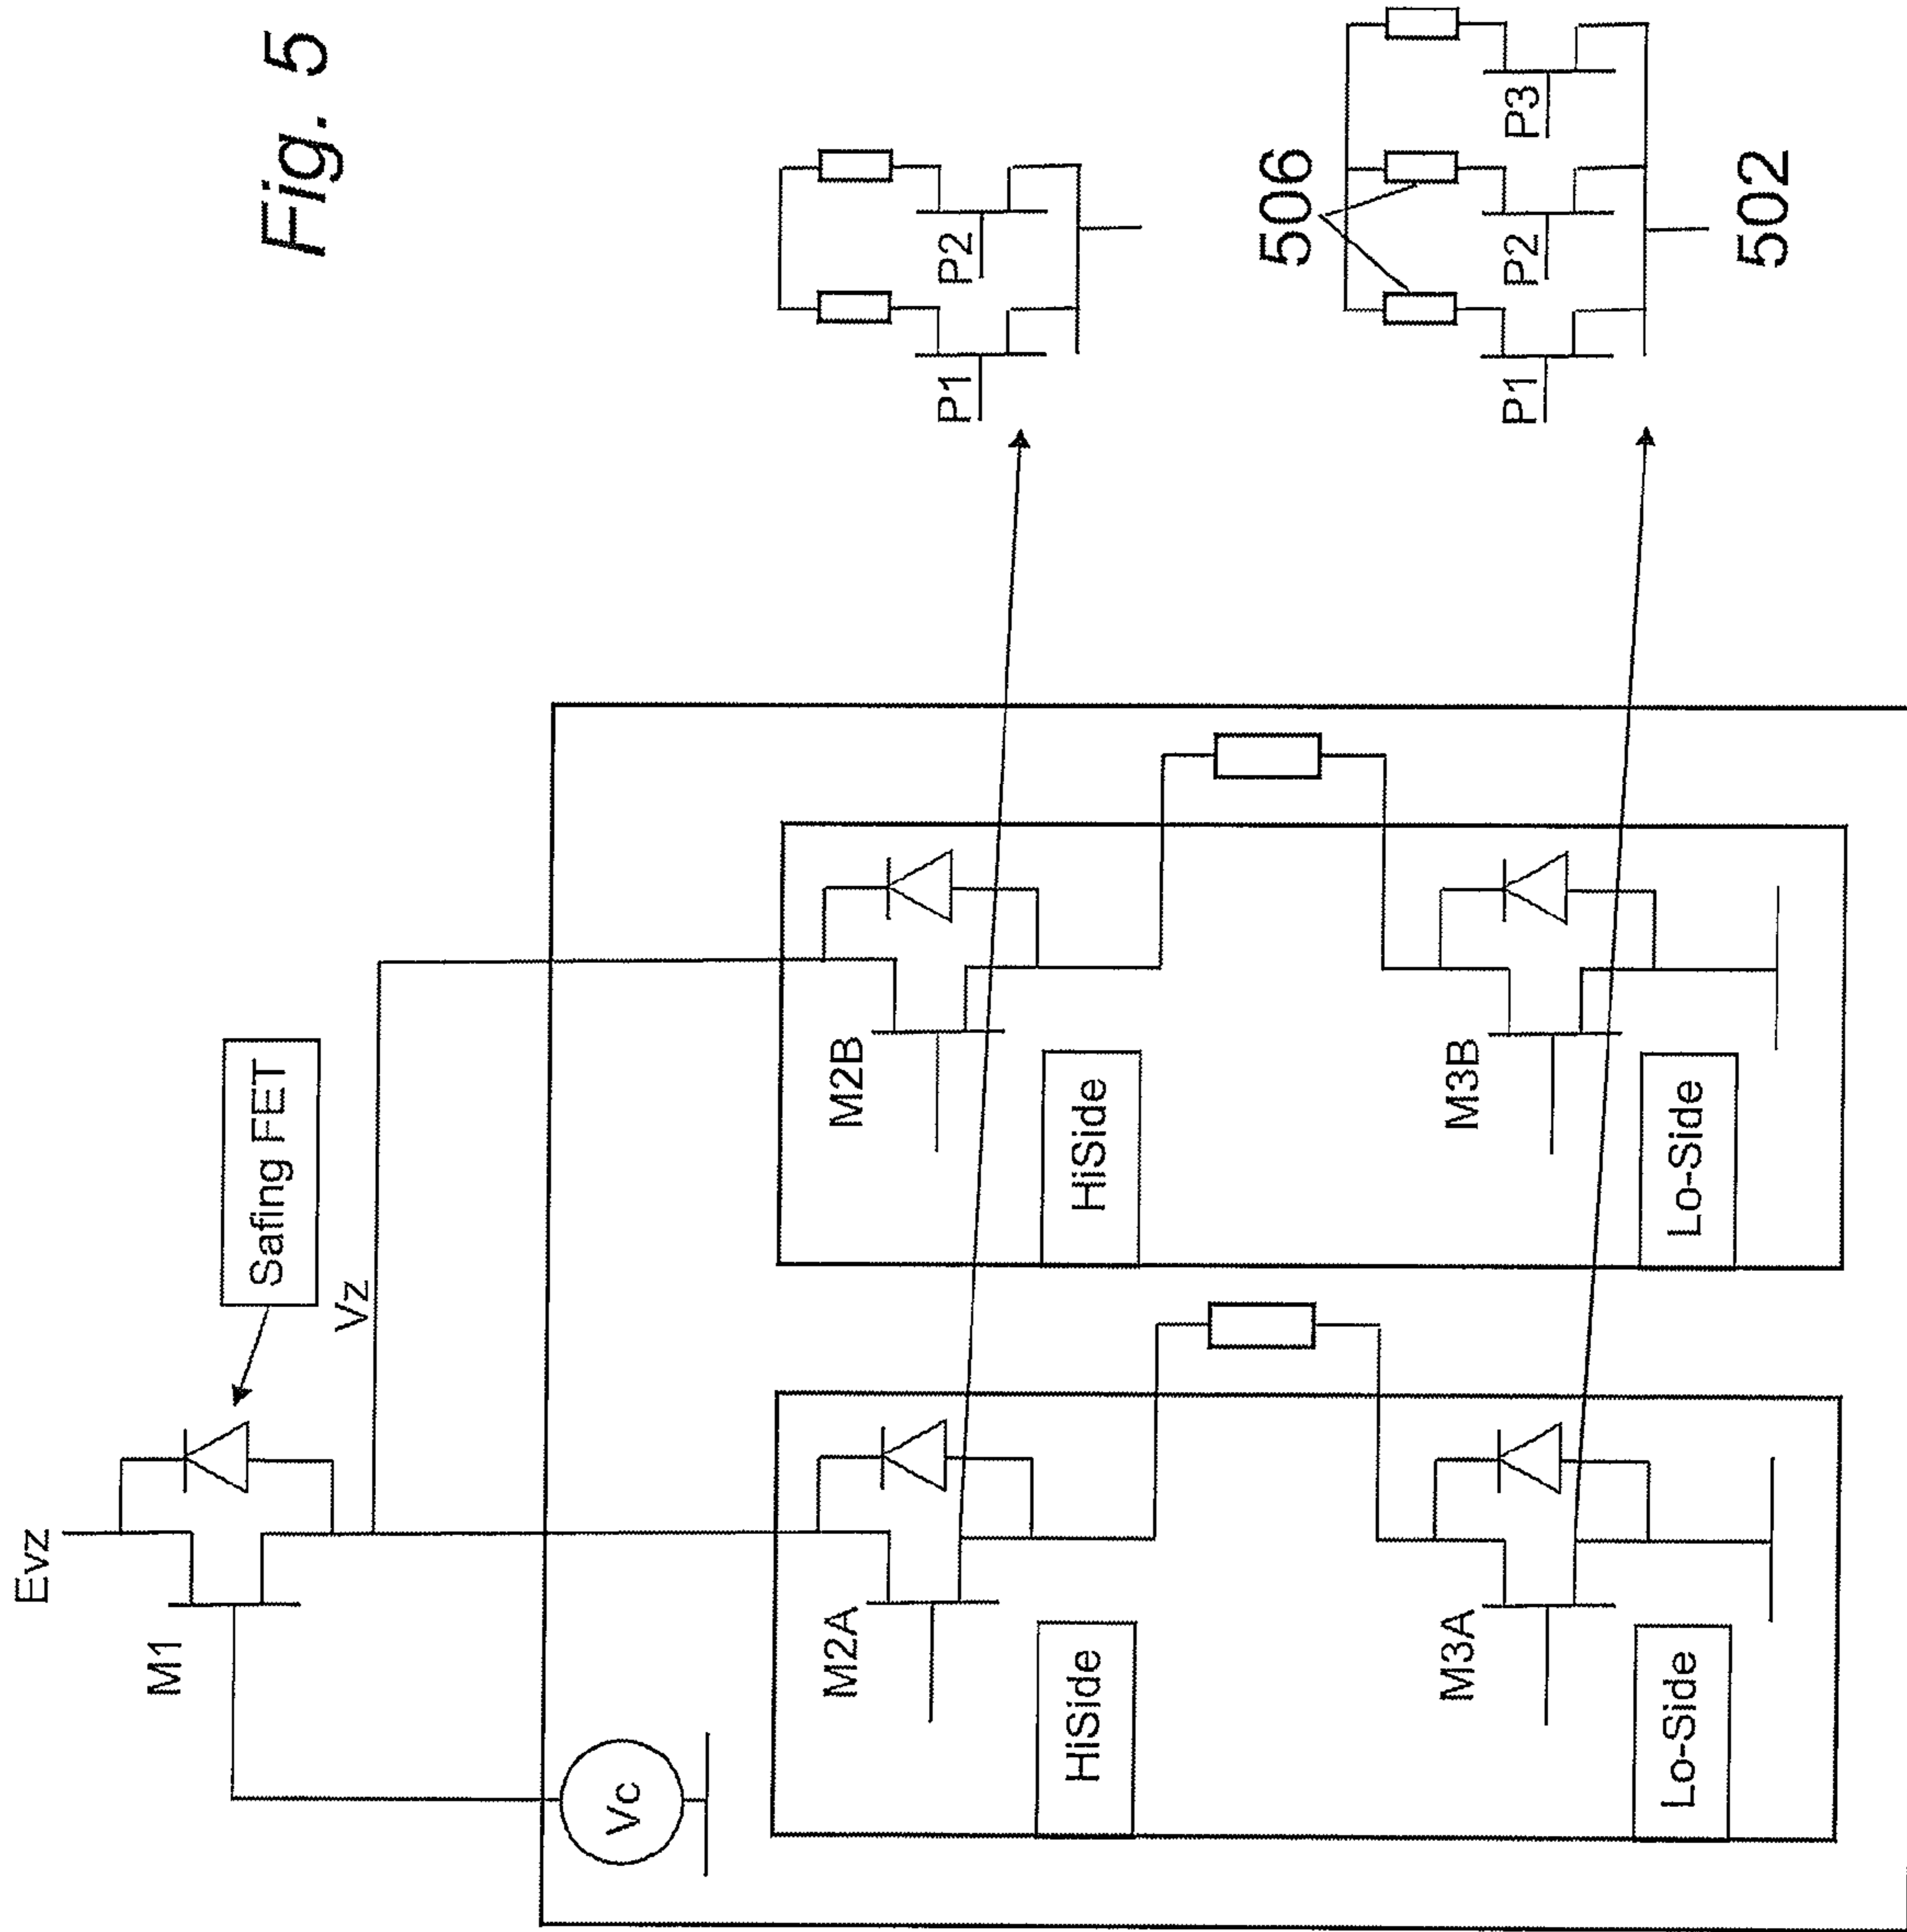 Fig. 5
Evz
M1
Safing FET
Vz
Vc
M2A
HiSide
M3A
Lo-Side
M2B
HiSide
M3B
Lo-Side
P1
P2
506
P1
P2
P3
502